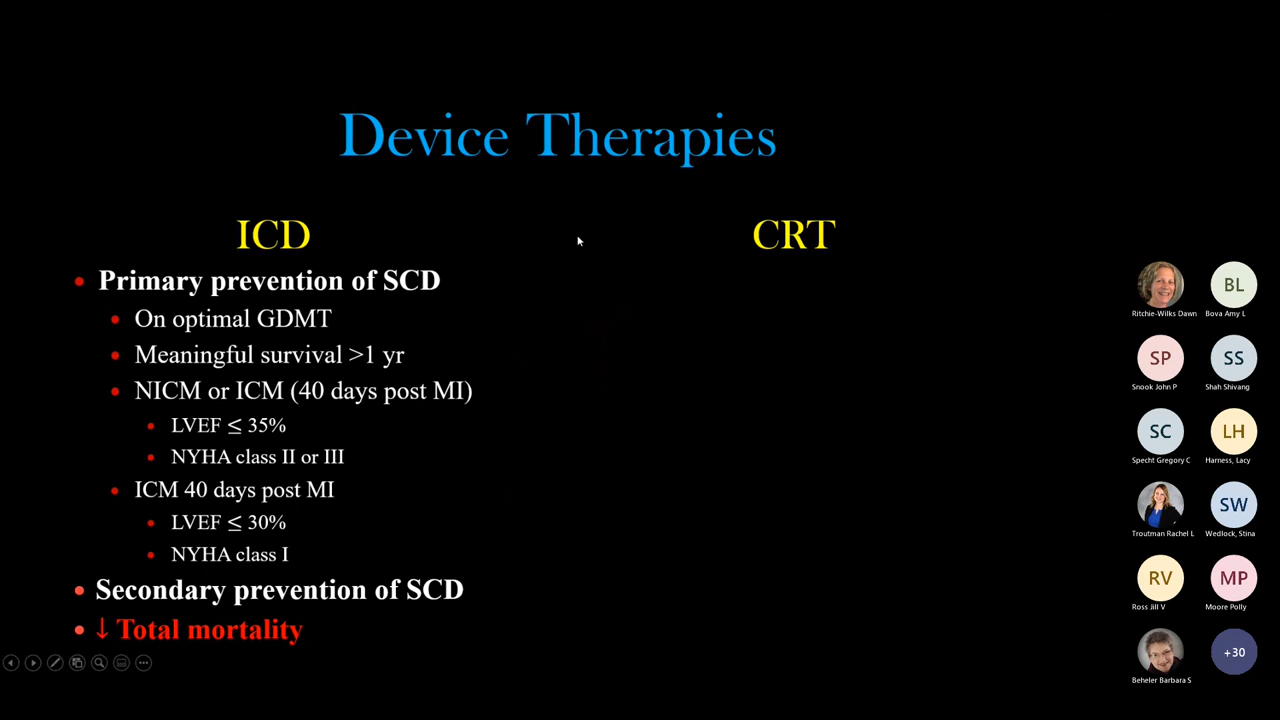 Device Therapies
ICD
CRT
Primary prevention of SCD
On optimal GDMT
Meaningful survival >1 yr
NICM or ICM (40 days post MI)
LVEF ≤ 35%
NYHA class II or III
ICM 40 days post MI
LVEF ≤ 30%
NYHA class I
Secondary prevention of SCD
↓ Total mortality
Ritchie-Wilks Dawn
BL
Bova Amy L
SP
Snook John P
SS
Shah Shivang
SC
Specht Gregory C
LH
Harness, Lacy
Troutman Rachel L
SW
Wedlock, Stina
RV
Ross Jill V
MP
Moore Polly
Beheler Barbara S
+30